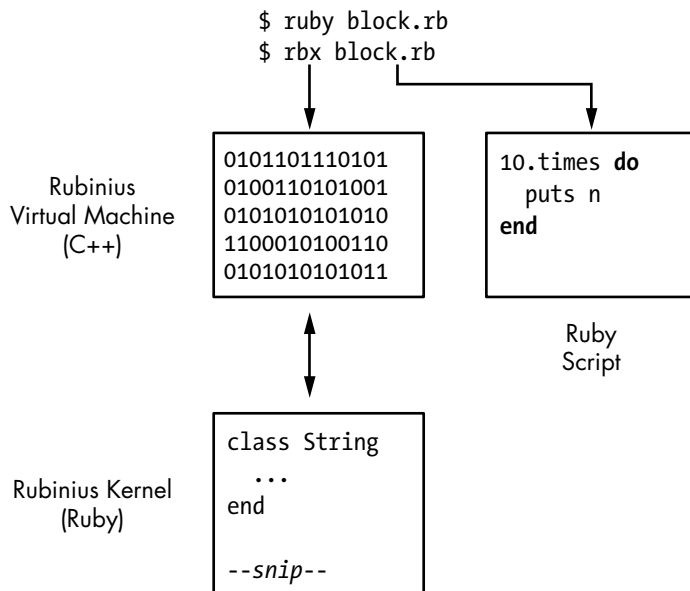 $ ruby block.rb
$ rbx block.rb
Rubinius
Virtual Machine
(C++)
0101101110101
0100110101001
0101010101010
1100010100110
0101010101011
10.times do
  puts n
end
Ruby
Script
Rubinius Kernel
(Ruby)
class String
  ...
end
--snip--